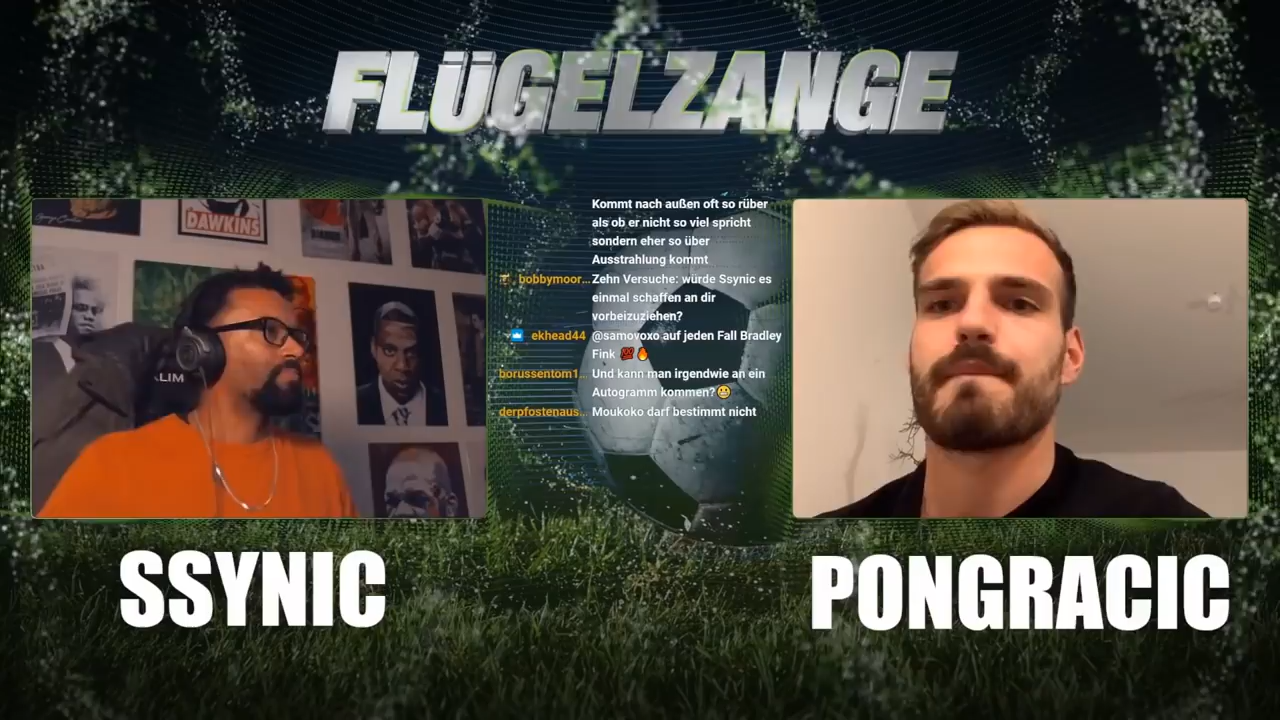 FLÜGELZANGE
DAWKINS
LIM
Kommt nach außen oft so rüber
als ob er nicht so viel spricht
sondern eher so über
Ausstrahlung kommt
bobbymoor... Zehn Versuche: würde Ssynic es
einmal schaffen an dir
vorbeizuziehen?
ekhead44 @samovoxo auf jeden Fall Bradley
Fink 💯🔥
borussentom1... Und kann man irgendwie an ein
Autogramm kommen?😬
derpfostenaus... Moukoko darf bestimmt nicht
SSYNIC
PONGRACIC